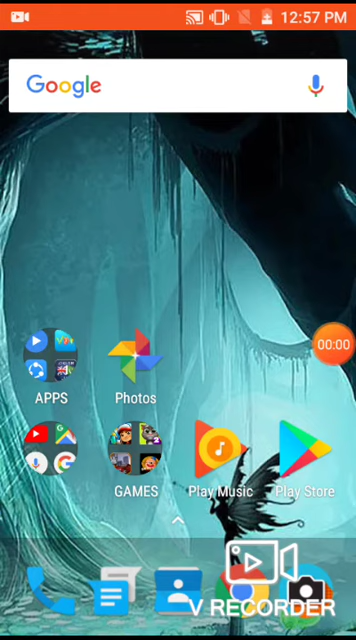 12:57 PM
Google
00:00
APPS
Photos
GAMES
Play Music
Play Store
V RECORDER